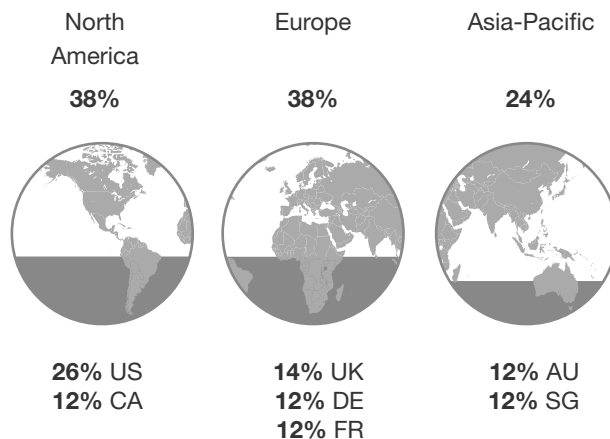 North
America
38%
26% US
12% CA
Europe
38%
14% UK
12% DE
12% FR
Asia-Pacific
24%
12% AU
12% SG